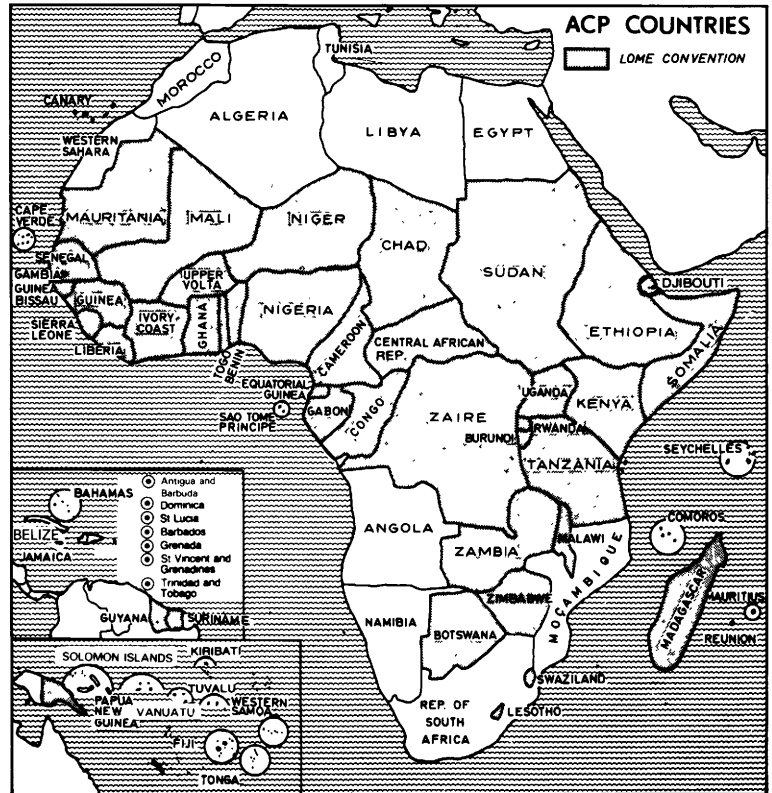 ACP COUNTRIES
LOME CONVENTION
TUNISIA
MOROCCO
CANARY
ALGERIA
LIBYA
EGYPT
WESTERN
SAHARA
MAURITANIA
MALI
NIGER
CHAD
SUDAN
CAPE
VERDE
SENEGAL
GAMBIA
GUINEA
BISSAU
GUINEA
SIERRA
LEONE
LIBERIA
IVORY
COAST
UPPER
VOLTA
GHANA
TOGO
BENIN
NIGERIA
CAMEROON
CENTRAL AFRICAN
REP.
DJIBOUTI
ETHIOPIA
SOMALIA
EQUATORIAL
GUINEA
SAO TOME
PRINCIPE
GABON
CONGO
ZAIRE
UGANDA
KENYA
RWANDA
BURUNDI
TANZANIA
SEYCHELLES
COMOROS
ANGOLA
ZAMBIA
MALAWI
MOÇAMBIQUE
MADAGASCAR
MAURITIUS
REUNION
ZIMBABWE
NAMIBIA
BOTSWANA
SWAZILAND
LESOTHO
REP. OF
SOUTH
AFRICA
BAHAMAS
BELIZE
JAMAICA
Antigua and
Barbuda
Dominica
St Lucia
Barbados
Grenada
St Vincent and
Grenadines
Trinidad and
Tobago
GUYANA
SURINAME
SOLOMON ISLANDS
KIRIBATI
TUVALU
PAPUA
NEW
GUINEA
VANUATU
WESTERN
SAMOA
FIJI
TONGA